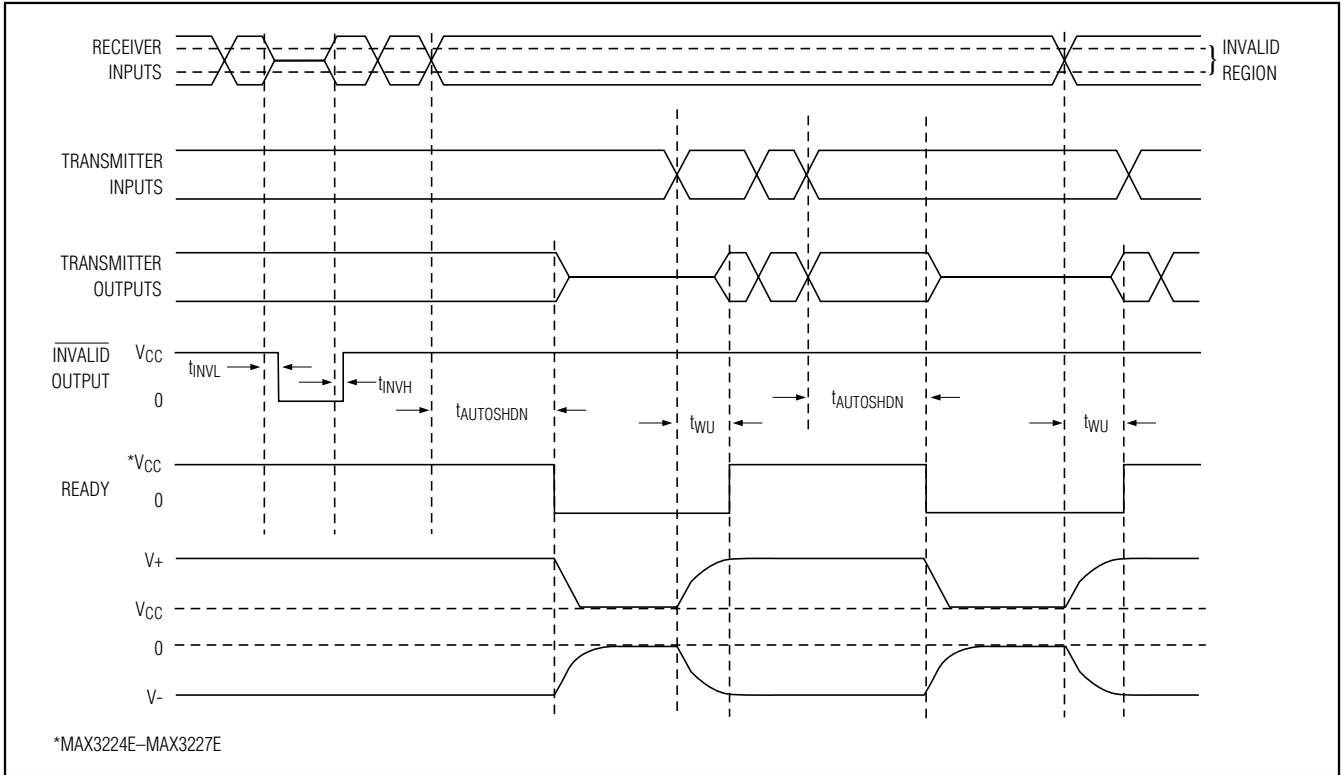 RECEIVER
INPUTS
INVALID
REGION
TRANSMITTER
INPUTS
TRANSMITTER
OUTPUTS
INVALID
OUTPUT
VCC
0
tINVL
tINVH
tAUTOSHDN
tWU
tAUTOSHDN
tWU
READY
*VCC
0
V+
VCC
0
V-
*MAX3224E–MAX3227E